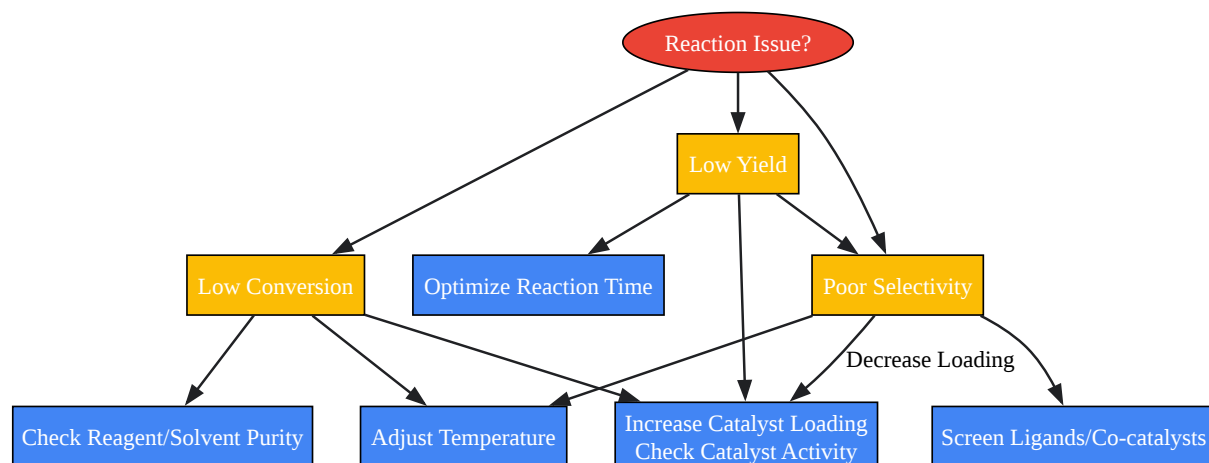 Reaction Issue?
Low Yield
Low Conversion
Optimize Reaction Time
Poor Selectivity
Decrease Loading
Check Reagent/Solvent Purity
Adjust Temperature
Increase Catalyst Loading
Check Catalyst Activity
Screen Ligands/Co-catalysts